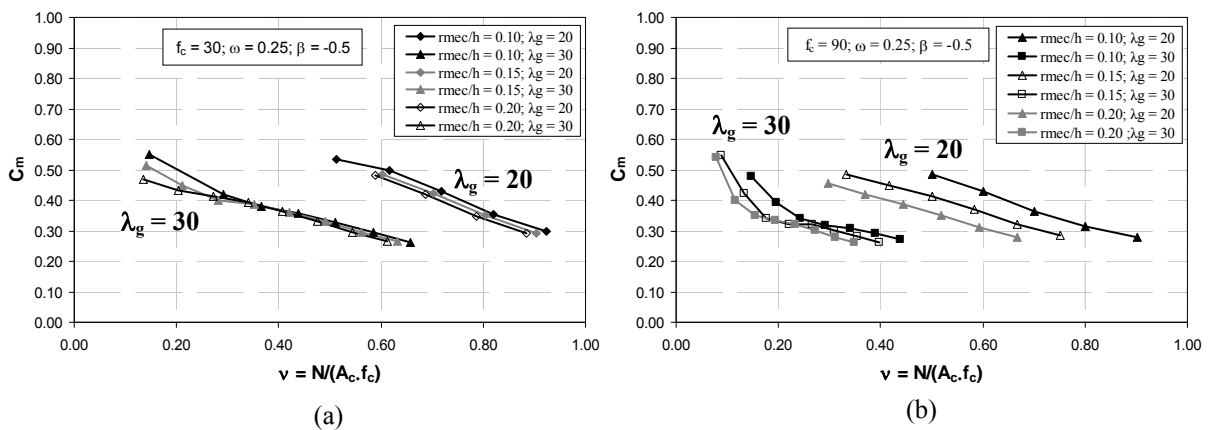 1.00
0.90
0.80
0.70
0.60
0.50
0.40
0.30
0.20
0.10
0.00
Cm
fc = 30; ω = 0.25; β = -0.5
rmec/h = 0.10; λg = 20
rmec/h = 0.10; λg = 30
rmec/h = 0.15; λg = 20
rmec/h = 0.15; λg = 30
rmec/h = 0.20; λg = 20
rmec/h = 0.20; λg = 30
λg = 20
λg = 30
0.00 0.20 0.40 0.60 0.80 1.00
ν = N/(Ac.fc)
(a)
1.00
0.90
0.80
0.70
0.60
0.50
0.40
0.30
0.20
0.10
0.00
Cm
fc = 90; ω = 0.25; β = -0.5
rmec/h = 0.10; λg = 20
rmec/h = 0.10; λg = 30
rmec/h = 0.15; λg = 20
rmec/h = 0.15; λg = 30
rmec/h = 0.20; λg = 20
rmec/h = 0.20 ;λg = 30
λg = 30
λg = 20
0.00 0.20 0.40 0.60 0.80 1.00
ν = N/(Ac.fc)
(b)